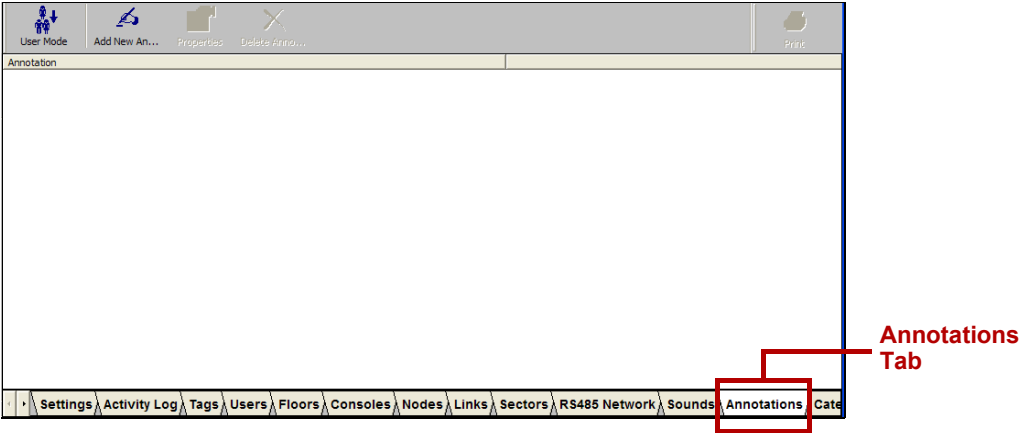 User Mode Add New An... Properties Delete Anno... Print
Annotation
Settings Activity Log Tags Users Floors Consoles Nodes Links Sectors RS485 Network Sounds Annotations Cate
Annotations
Tab